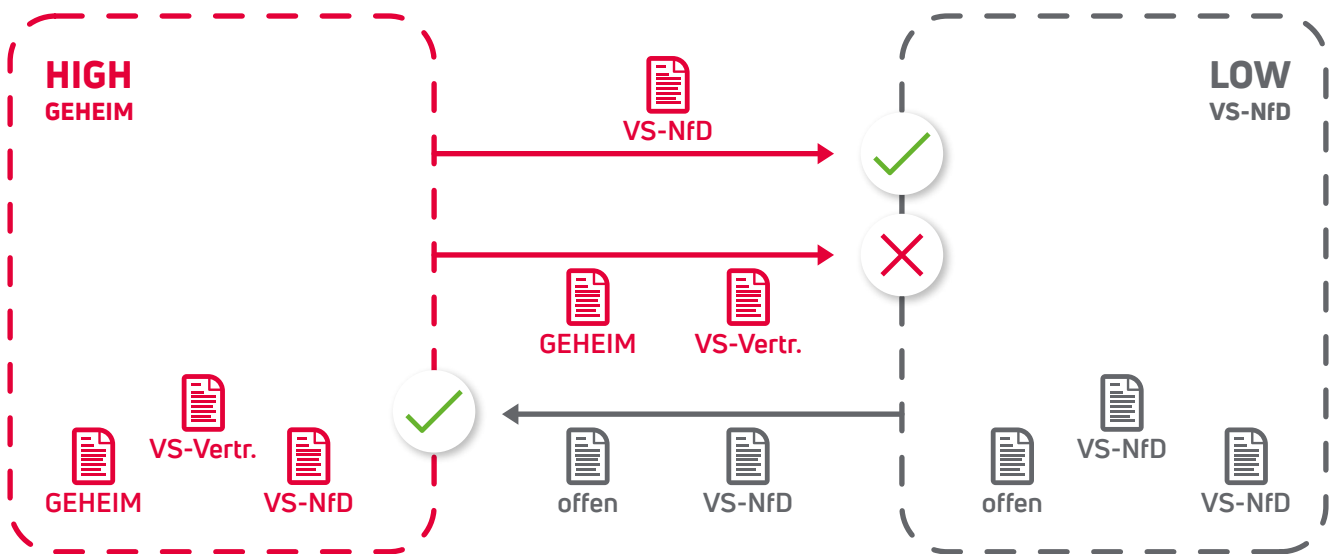 HIGH
GEHEIM
LOW
VS-NfD
VS-NfD
GEHEIM
VS-Vertr.
VS-Vertr.
GEHEIM
VS-NfD
offen
VS-NfD
VS-NfD
offen
VS-NfD